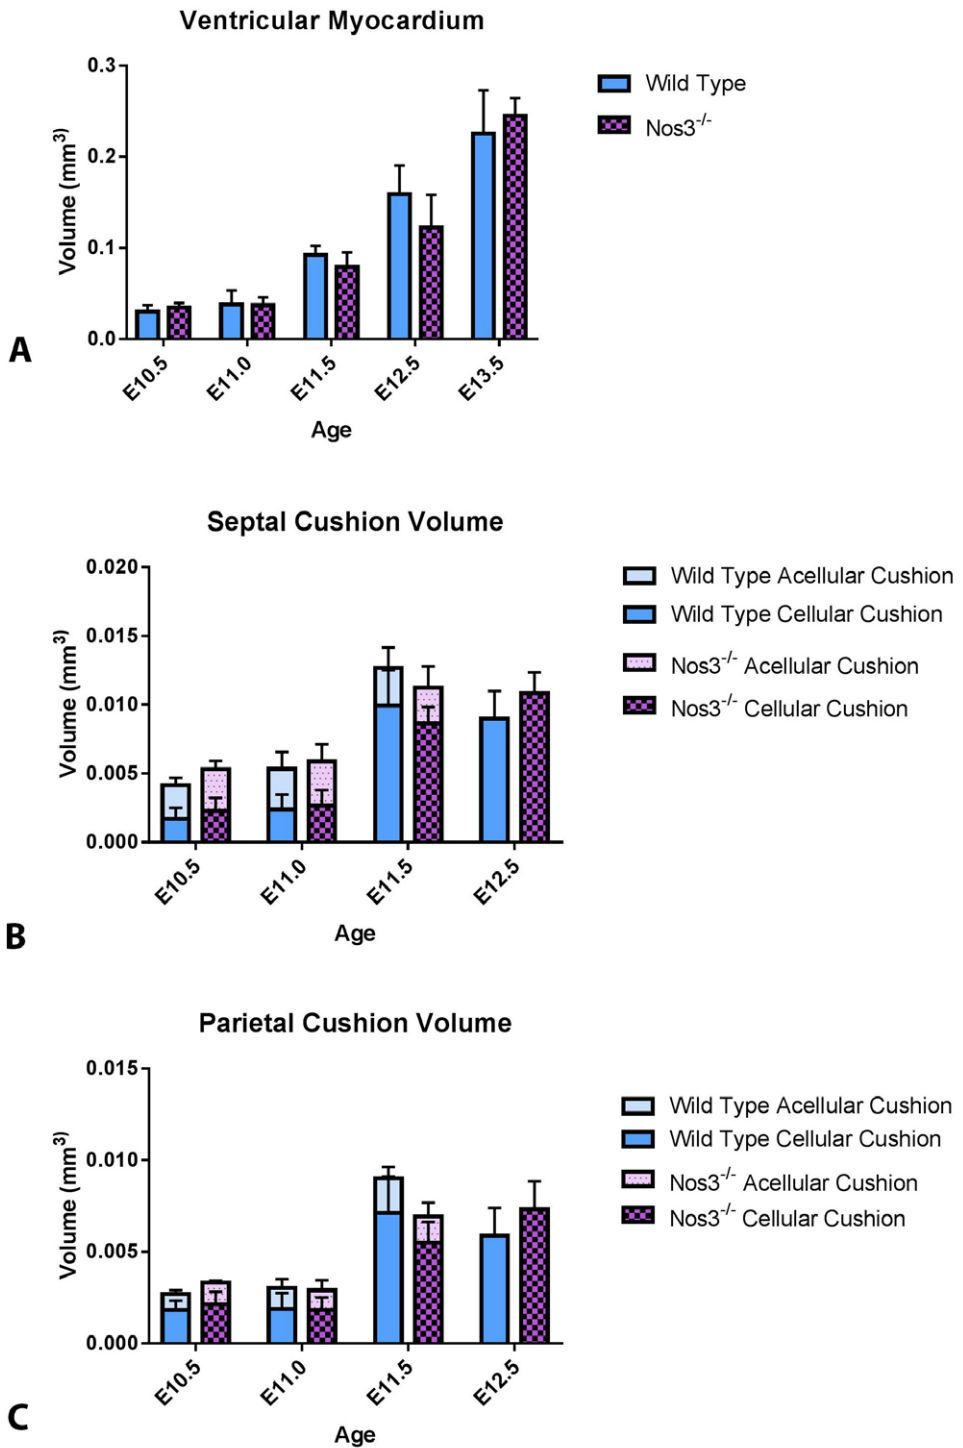 Ventricular Myocardium
0.3
0.2
0.1
0.0
Volume (mm³)
E10.5
E11.0
E11.5
E12.5
E13.5
Age
Wild Type
Nos3⁻/⁻
A
Septal Cushion Volume
0.020
0.015
0.010
0.005
0.000
Volume (mm³)
E10.5
E11.0
E11.5
E12.5
Age
Wild Type Acellular Cushion
Wild Type Cellular Cushion
Nos3⁻/⁻ Acellular Cushion
Nos3⁻/⁻ Cellular Cushion
B
Parietal Cushion Volume
0.015
0.010
0.005
0.000
Volume (mm³)
E10.5
E11.0
E11.5
E12.5
Age
Wild Type Acellular Cushion
Wild Type Cellular Cushion
Nos3⁻/⁻ Acellular Cushion
Nos3⁻/⁻ Cellular Cushion
C